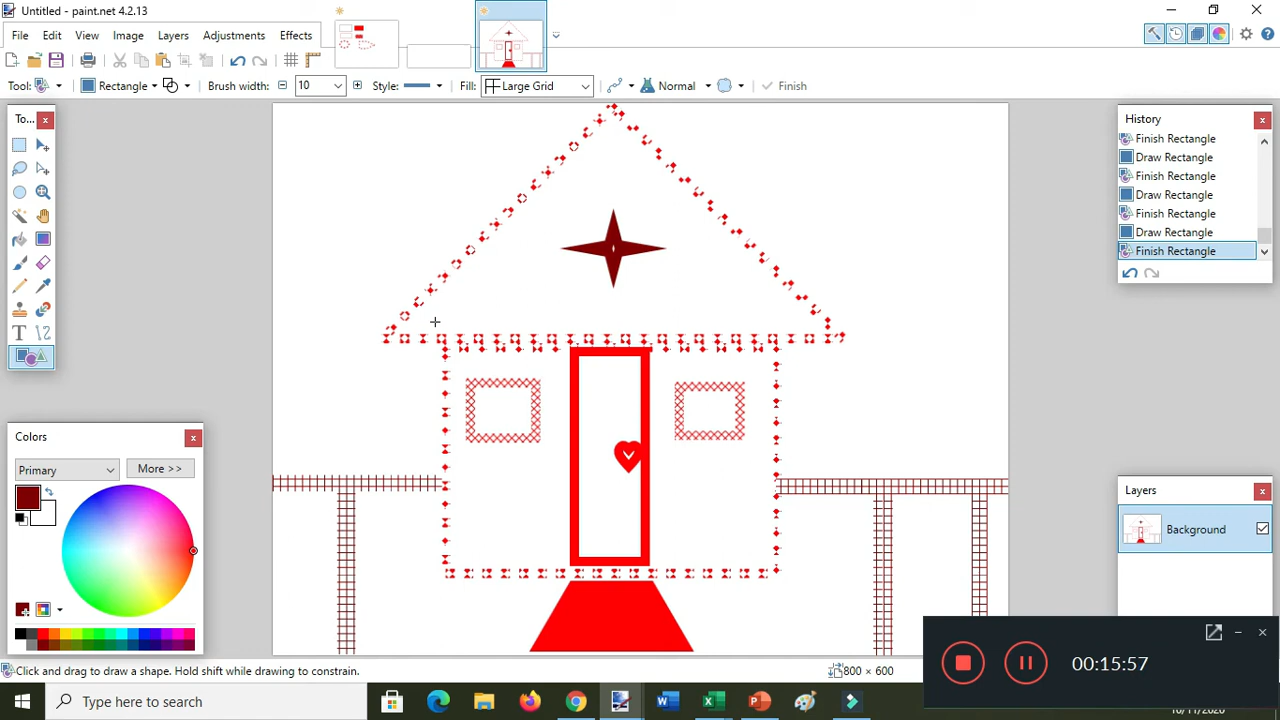 Untitled - paint.net 4.2.13
File Edit View Image Layers Adjustments Effects
Tool: Rectangle Brush width: 10 Style: Fill: Large Grid Normal Finish
To...
History
Finish Rectangle
Draw Rectangle
Finish Rectangle
Draw Rectangle
Finish Rectangle
Draw Rectangle
Finish Rectangle
Colors
Primary More >>
Layers
Background
Click and drag to draw a shape. Hold shift while drawing to constrain.
800 × 600
00:15:57
Type here to search